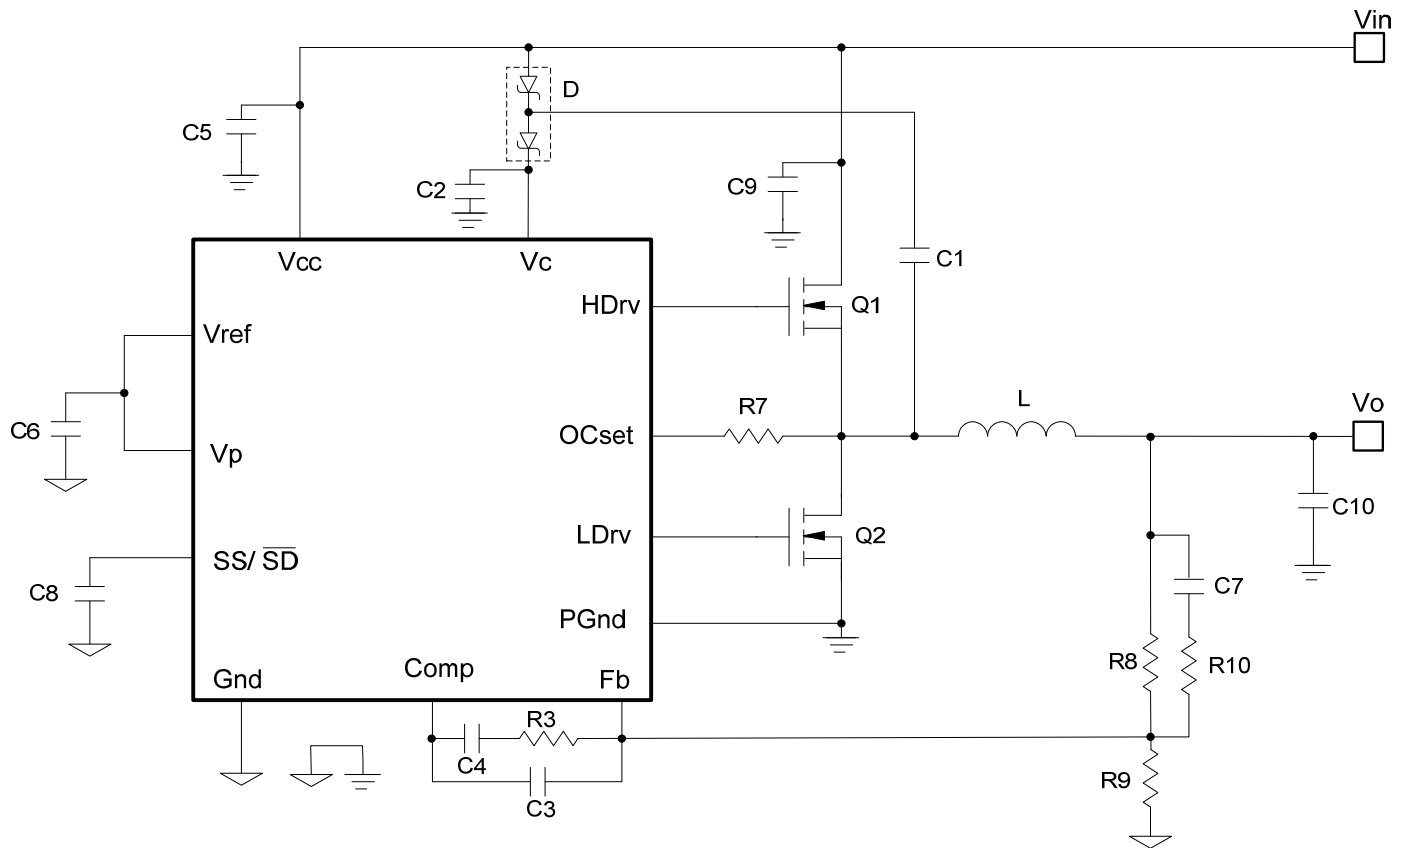 Vin
D
C5
C2
C9
C1
Vcc
Vc
HDrv
Q1
Vref
L
Vo
R7
C6
OCset
Vp
C10
LDrv
Q2
SS/ SD
C8
C7
PGnd
Comp
R8
R10
Gnd
Fb
R3
C4
R9
C3